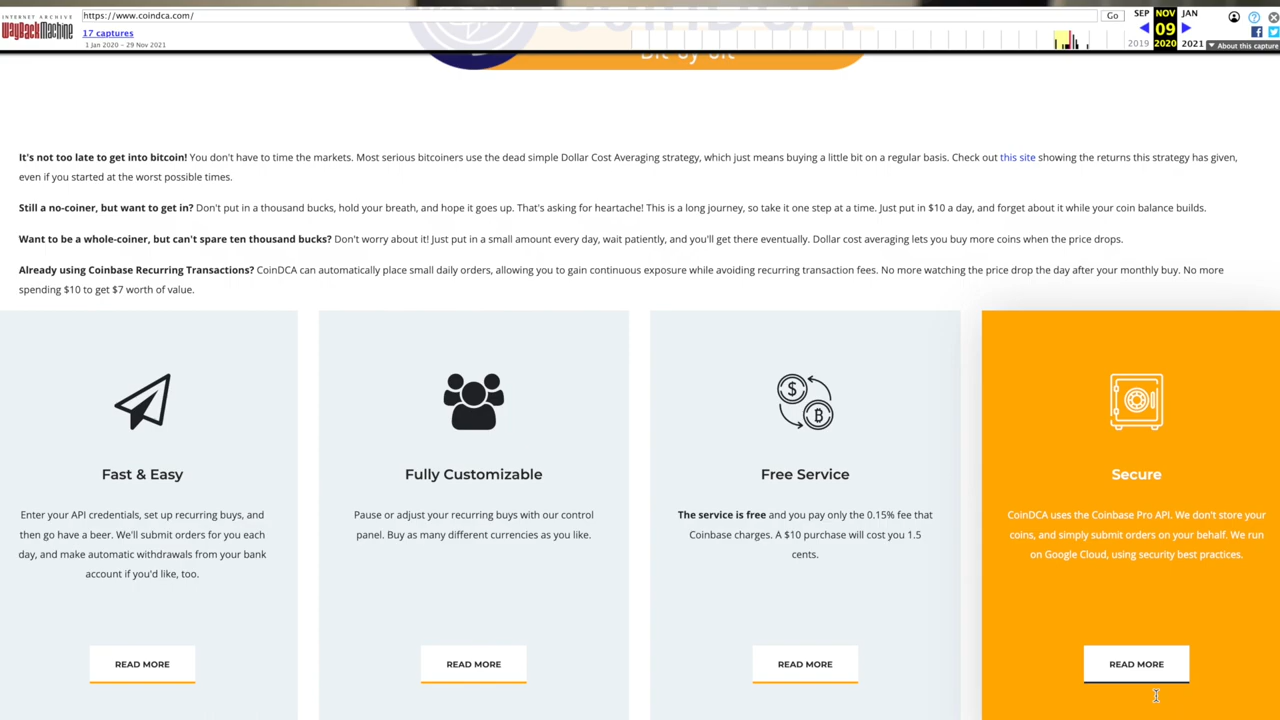 https://www.coindca.com/
Go
SEP NOV JAN
INTERNET ARCHIVE
WayBackMachine
17 captures
09
1 Jan 2020 – 29 Nov 2021
2019 2020 2021
About this capture
Bit by bit
It's not too late to get into bitcoin! You don't have to time the markets. Most serious bitcoiners use the dead simple Dollar Cost Averaging strategy, which just means buying a little bit on a regular basis. Check out this site showing the returns this strategy has given,
even if you started at the worst possible times.
Still a no-coiner, but want to get in? Don't put in a thousand bucks, hold your breath, and hope it goes up. That's asking for heartache! This is a long journey, so take it one step at a time. Just put in $10 a day, and forget about it while your coin balance builds.
Want to be a whole-coiner, but can't spare ten thousand bucks? Don't worry about it! Just put in a small amount every day, wait patiently, and you'll get there eventually. Dollar cost averaging lets you buy more coins when the price drops.
Already using Coinbase Recurring Transactions? CoinDCA can automatically place small daily orders, allowing you to gain continuous exposure while avoiding recurring transaction fees. No more watching the price drop the day after your monthly buy. No more
spending $10 to get $7 worth of value.
Fast & Easy
Enter your API credentials, set up recurring buys, and
then go have a beer. We'll submit orders for you each
day, and make automatic withdrawals from your bank
account if you'd like, too.
READ MORE
Fully Customizable
Pause or adjust your recurring buys with our control
panel. Buy as many different currencies as you like.
READ MORE
Free Service
The service is free and you pay only the 0.15% fee that
Coinbase charges. A $10 purchase will cost you 1.5
cents.
READ MORE
Secure
CoinDCA uses the Coinbase Pro API. We don't store your
coins, and simply submit orders on your behalf. We run
on Google Cloud, using security best practices.
READ MORE